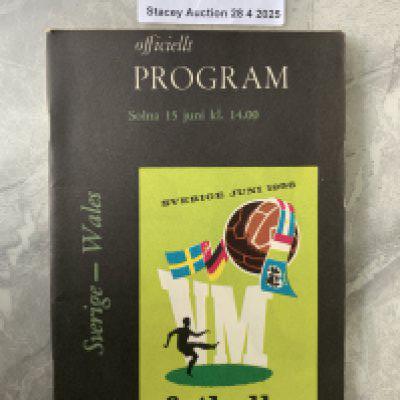 Stacey Auction 28 4 2025
officiellt
PROGRAM
Solna 15 juni kl. 14.00
Sverige – Wales
SVERIGE JUNI 1958
VM